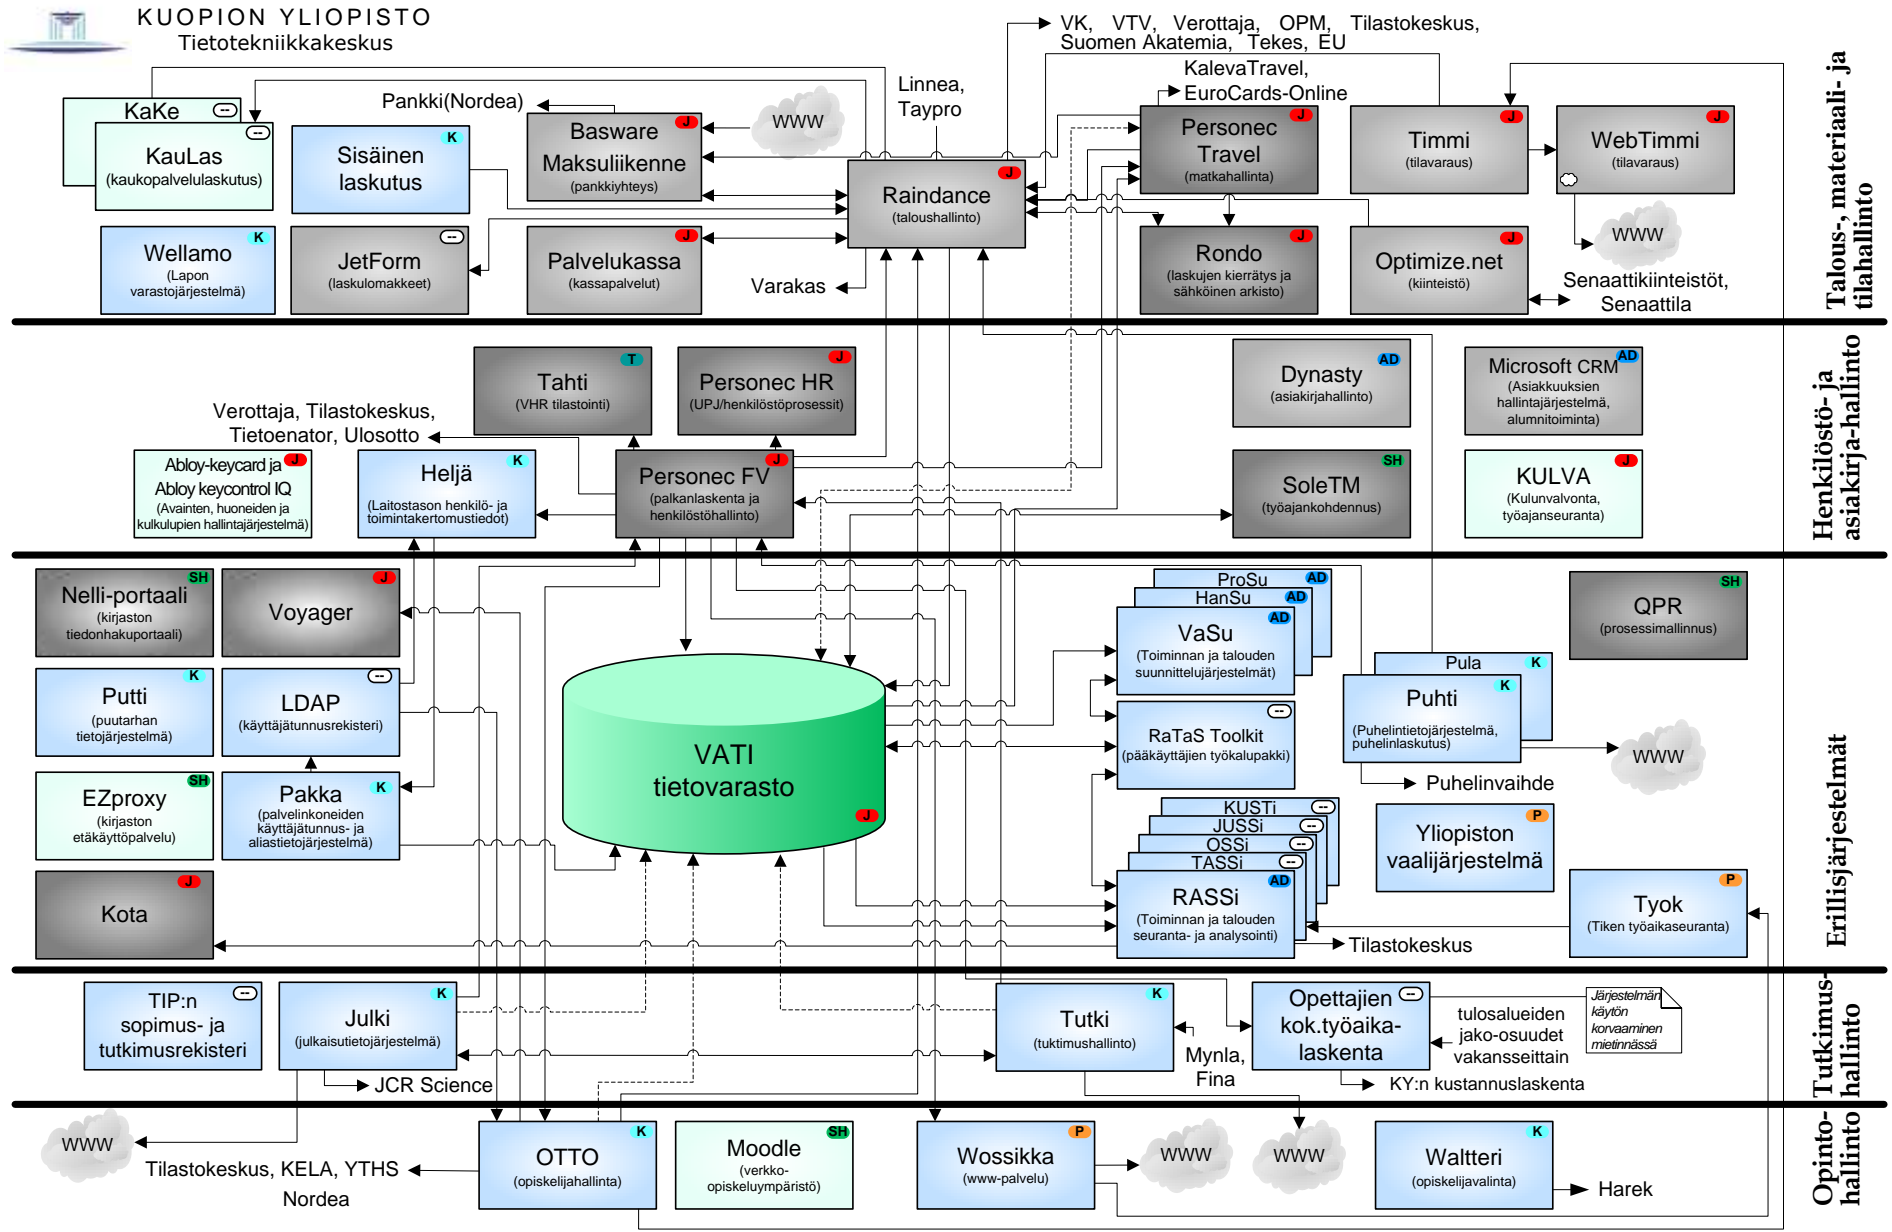 KUOPION YLIOPISTO
Tietotekniikkakeskus
VK, VTV, Verottaja, OPM, Tilastokeskus,
Suomen Akatemia, Tekes, EU
KaKe
--
KauLas
(kaukopalvelulaskutus)
--
Sisäinen
laskutus
K
Pankki(Nordea)
Basware
Maksuliikenne
(pankkiyhteys)
J
WWW
Linnea,
Taypro
Raindance
(taloushallinto)
J
KalevaTravel,
EuroCards-Online
Personec
Travel
(matkahallinta)
J
Timmi
(tilavaraus)
J
WebTimmi
(tilavaraus)
J
WWW
Wellamo
(Lapon
varastojärjestelmä)
K
JetForm
(laskulomakkeet)
--
Palvelukassa
(kassapalvelut)
J
Varakas
Rondo
(laskujen kierrätys ja
sähköinen arkisto)
J
Optimize.net
(kiinteistö)
J
Senaattikiinteistöt,
Senaattila
Talous-, materiaali- ja
tilahallinto
Tahti
(VHR tilastointi)
T
Personec HR
(UPJ/henkilöstöprosessit)
J
Dynasty
(asiakirjahallinto)
AD
Microsoft CRM
(Asiakkuuksien
hallintajärjestelmä,
alumnitoiminta)
AD
Verottaja, Tilastokeskus,
Tietoenator, Ulosotto
Abloy-keycard ja
Abloy keycontrol IQ
(Avainten, huoneiden ja
kulkulupien hallintajärjestelmä)
J
Heljä
(Laitostason henkilö- ja
toimintakertomustiedot)
K
Personec FV
(palkanlaskenta ja
henkilöstöhallinto)
J
SoleTM
(työajankohdennus)
SH
KULVA
(Kulunvalvonta,
työajanseuranta)
J
Henkilöstö- ja
asiakirja-hallinto
Nelli-portaali
(kirjaston
tiedonhakuportaali)
SH
Voyager
J
ProSu
AD
HanSu
AD
VaSu
(Toiminnan ja talouden
suunnittelujärjestelmät)
AD
QPR
(prosessimallinnus)
SH
Putti
(puutarhan
tietojärjestelmä)
K
LDAP
(käyttäjätunnusrekisteri)
--
VATI
tietovarasto
J
RaTaS Toolkit
(pääkäyttäjien työkalupakki)
--
Pula
K
Puhti
(Puhelintietojärjestelmä,
puhelinlaskutus)
K
WWW
Puhelinvaihde
EZproxy
(kirjaston
etäkäyttöpalvelu)
SH
Pakka
(palvelinkoneiden
käyttäjätunnus- ja
aliastietojärjestelmä)
K
KUSTi
--
JUSSi
--
OSSi
--
TASSi
--
RASSi
(Toiminnan ja talouden
seuranta- ja analysointi)
AD
Tilastokeskus
Yliopiston
vaalijärjestelmä
P
Kota
J
Tyok
(Tiken työaikaseuranta)
P
Erillisjärjestelmät
TIP:n
sopimus- ja
tutkimusrekisteri
--
Julki
(julkaisutietojärjestelmä)
K
JCR Science
Tutki
(tuktimushallinto)
K
Mynla,
Fina
Opettajien
kok.työaika-
laskenta
--
tulosalueiden
jako-osuudet
vakansseittain
Järjestelmän
käytön
korvaaminen
mietinnässä
KY:n kustannuslaskenta
Tutkimus-
hallinto
WWW
Tilastokeskus, KELA, YTHS
Nordea
OTTO
(opiskelijahallinta)
K
Moodle
(verkko-
opiskeluympäristö)
SH
Wossikka
(www-palvelu)
P
WWW
WWW
Waltteri
(opiskelijavalinta)
K
Harek
Opinto-
hallinto